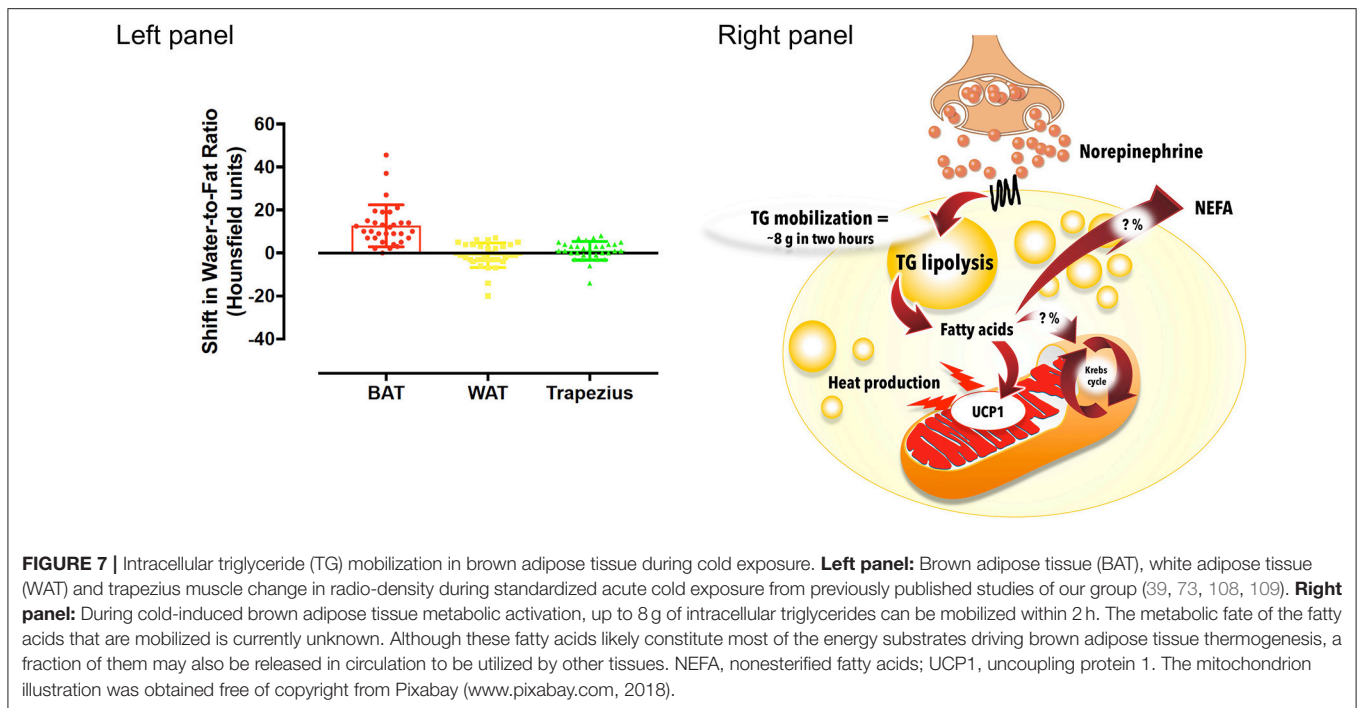 Left panel
Right panel
Shift in Water-to-Fat Ratio
(Hounsfield units)
60
40
20
0
-20
-40
BAT
WAT
Trapezius
Norepinephrine
TG mobilization =
~8 g in two hours
? %
NEFA
TG lipolysis
Fatty acids
? %
Heat production
Krebs
cycle
UCP1
FIGURE 7 | Intracellular triglyceride (TG) mobilization in brown adipose tissue during cold exposure. Left panel: Brown adipose tissue (BAT), white adipose tissue
(WAT) and trapezius muscle change in radio-density during standardized acute cold exposure from previously published studies of our group (39, 73, 108, 109). Right
panel: During cold-induced brown adipose tissue metabolic activation, up to 8 g of intracellular triglycerides can be mobilized within 2 h. The metabolic fate of the fatty
acids that are mobilized is currently unknown. Although these fatty acids likely constitute most of the energy substrates driving brown adipose tissue thermogenesis, a
fraction of them may also be released in circulation to be utilized by other tissues. NEFA, nonesterified fatty acids; UCP1, uncoupling protein 1. The mitochondrion
illustration was obtained free of copyright from Pixabay (www.pixabay.com, 2018).